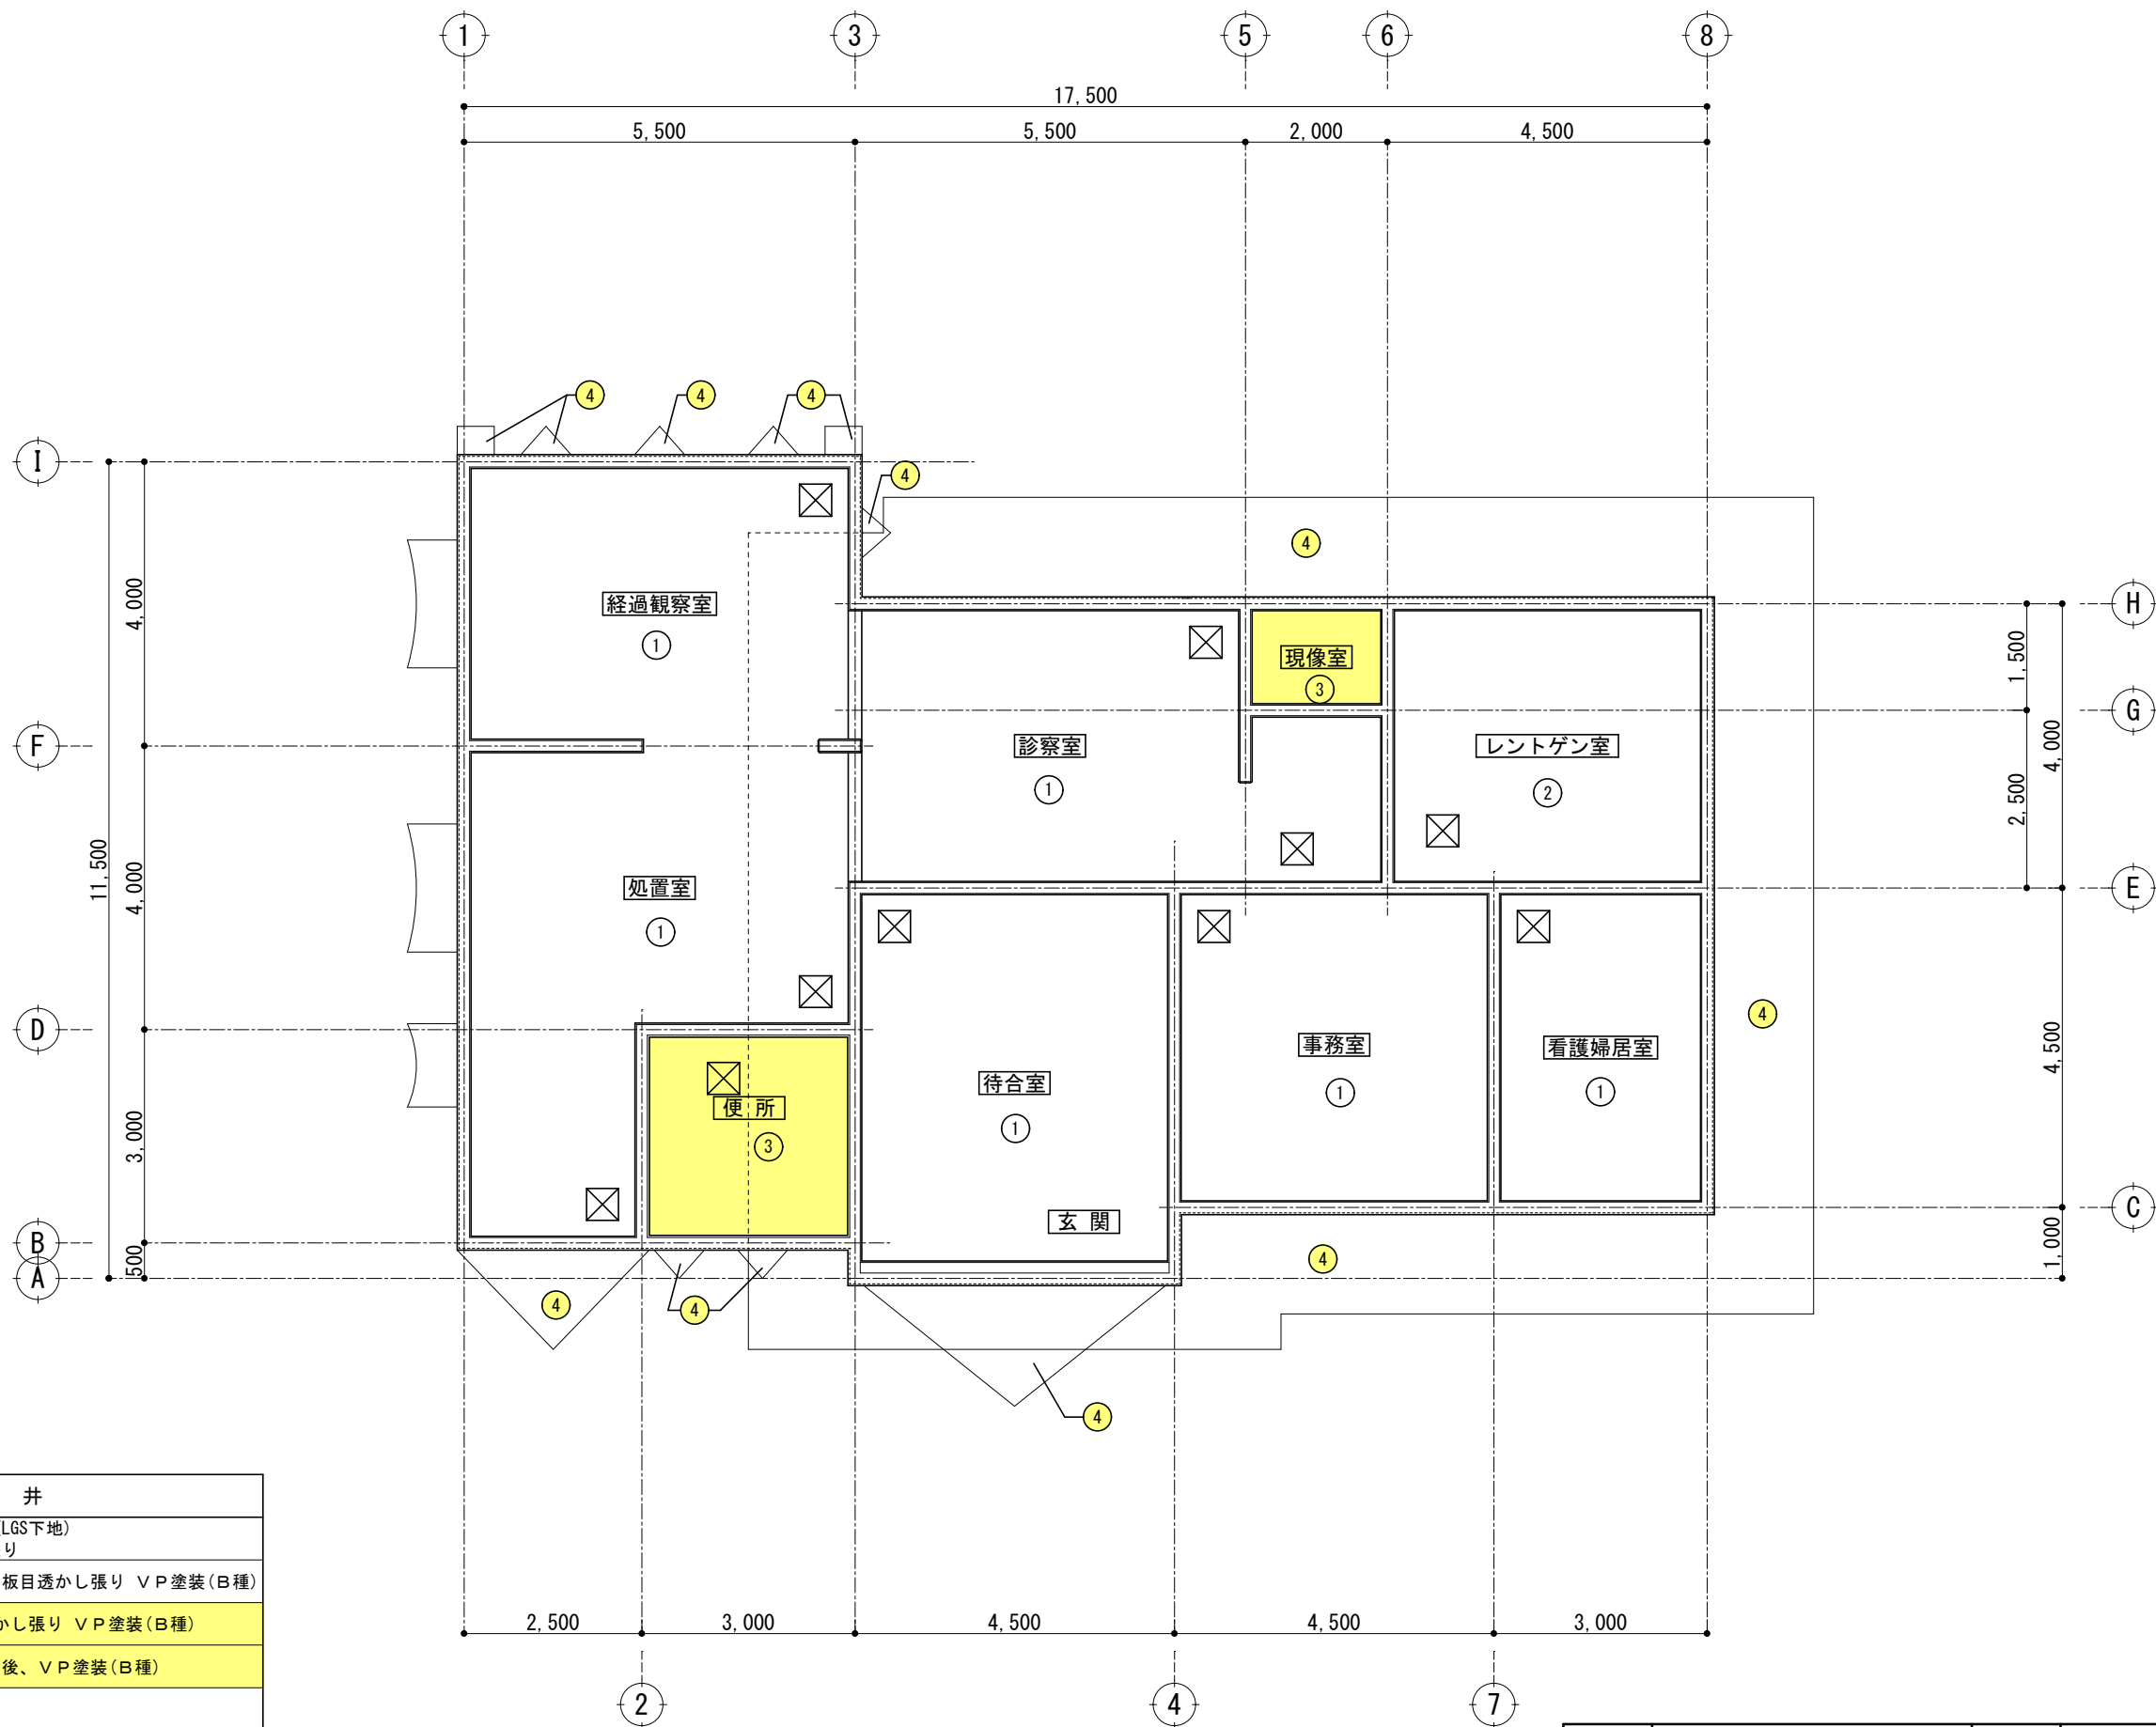 1 3 5 6 8
17,500
5,500 5,500 2,000 4,500
4 4 4
I
4
4
4,000
経過観察室
1
H
現像室
3
1,500
G
F
診察室
1
レントゲン室
2
4,000
2,500
11,500
4,000
処置室
1
E
D
4
事務室
1
看護婦居室
1
4,500
待合室
1
便 所
3
3,000
玄 関
C
B
500
A
1,000
4
4
4
4
井
LGS下地)
り
板目透かし張り ＶＰ塗装(Ｂ種)
かし張り ＶＰ塗装(Ｂ種)
後、ＶＰ塗装(Ｂ種)
2,500 3,000 4,500 4,500 3,000
2 4 7